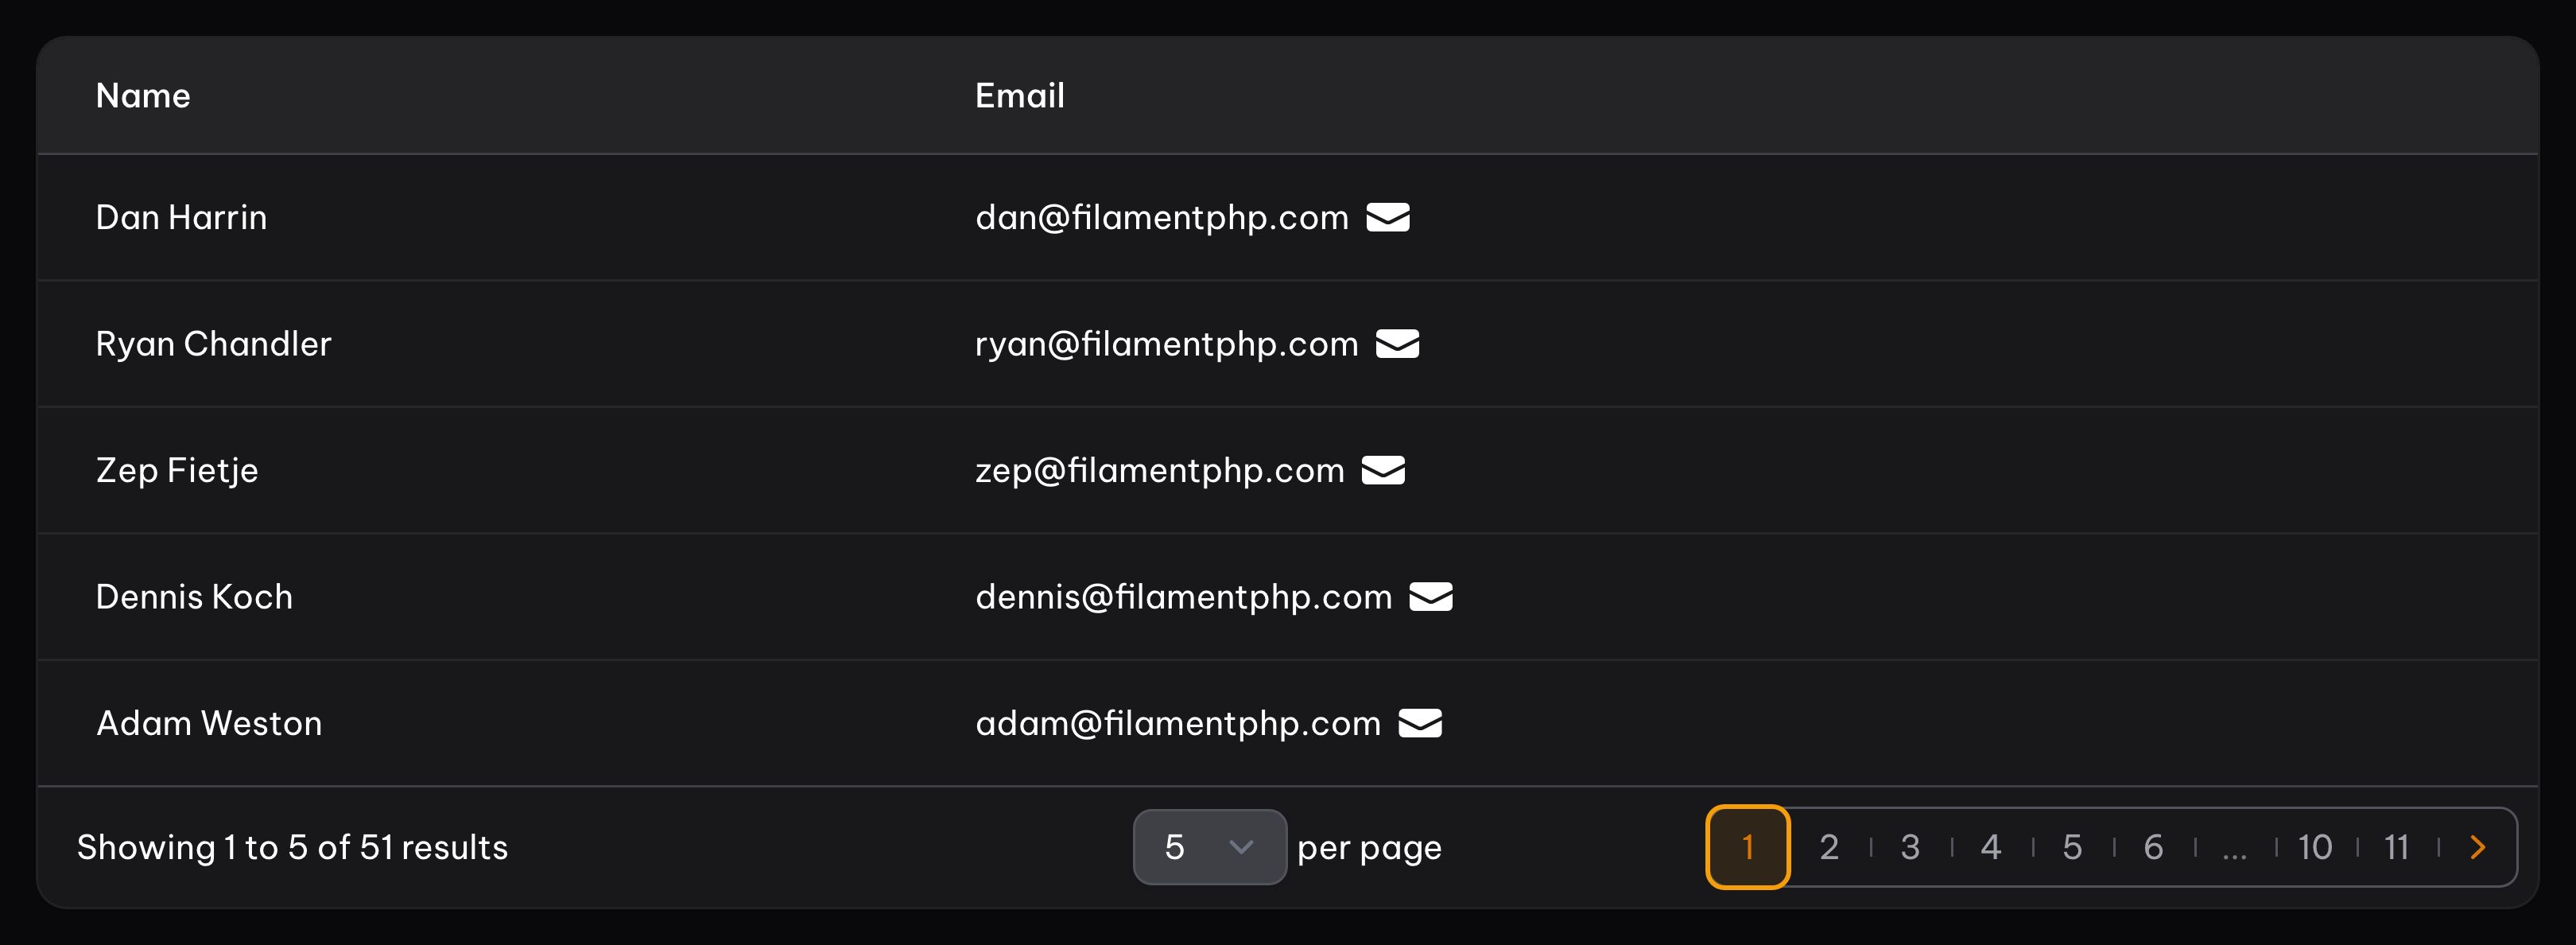 Name Email
Dan Harrin dan@filamentphp.com
Ryan Chandler ryan@filamentphp.com
Zep Fietje zep@filamentphp.com
Dennis Koch dennis@filamentphp.com
Adam Weston adam@filamentphp.com
Showing 1 to 5 of 51 results 5 per page 1 2 3 4 5 6 ... 10 11